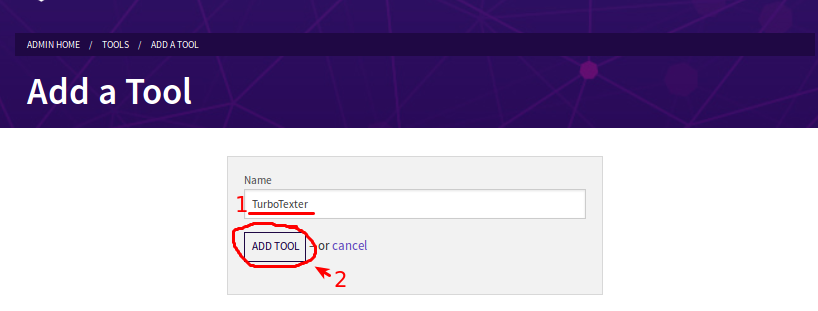 ADMIN HOME / TOOLS / ADD A TOOL
Add a Tool
Name
1 TurboTexter
ADD TOOL – or cancel
2